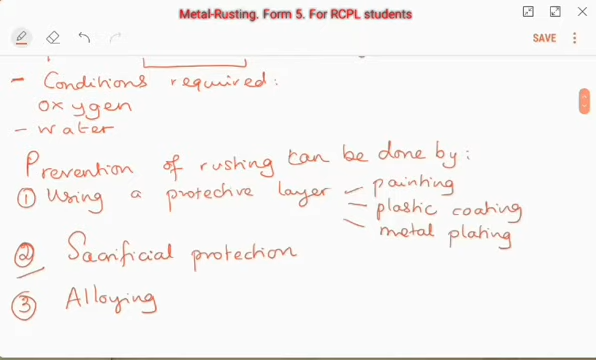 Metal-Rusting. Form 5. For RCPL students
SAVE
- Conditions required:
oxygen
- water
Prevention of rusting can be done by:
① Using a protective layer - painting
- plastic coating
- metal plating
② Sacrificial protection
③ Alloying